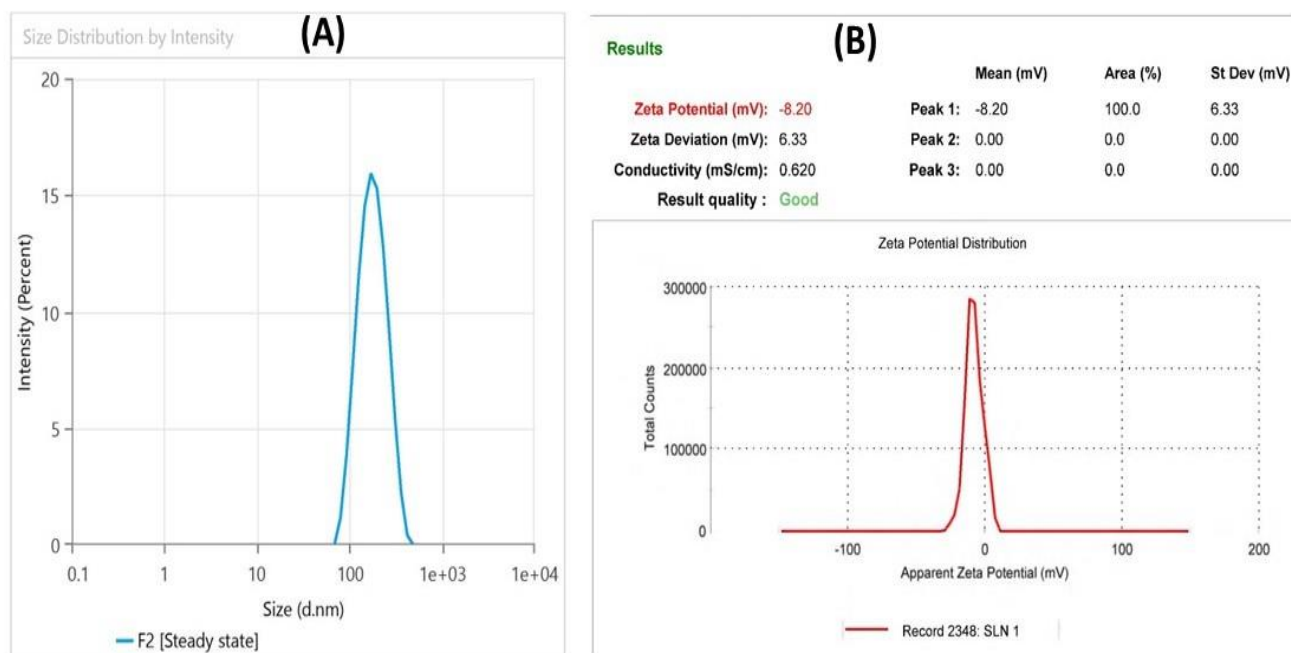 Size Distribution by Intensity
(A)
20
15
10
5
0
Intensity (Percent)
0.1 1 10 100 1e+03 1e+04
Size (d.nm)
F2 [Steady state]
(B)
Results
Mean (mV) Area (%) St Dev (mV)
Zeta Potential (mV): -8.20 Peak 1: -8.20 100.0 6.33
Zeta Deviation (mV): 6.33 Peak 2: 0.00 0.0 0.00
Conductivity (mS/cm): 0.620 Peak 3: 0.00 0.0 0.00
Result quality : Good
Zeta Potential Distribution
300000
200000
100000
0
Total Counts
-100 0 100 200
Apparent Zeta Potential (mV)
Record 2348: SLN 1